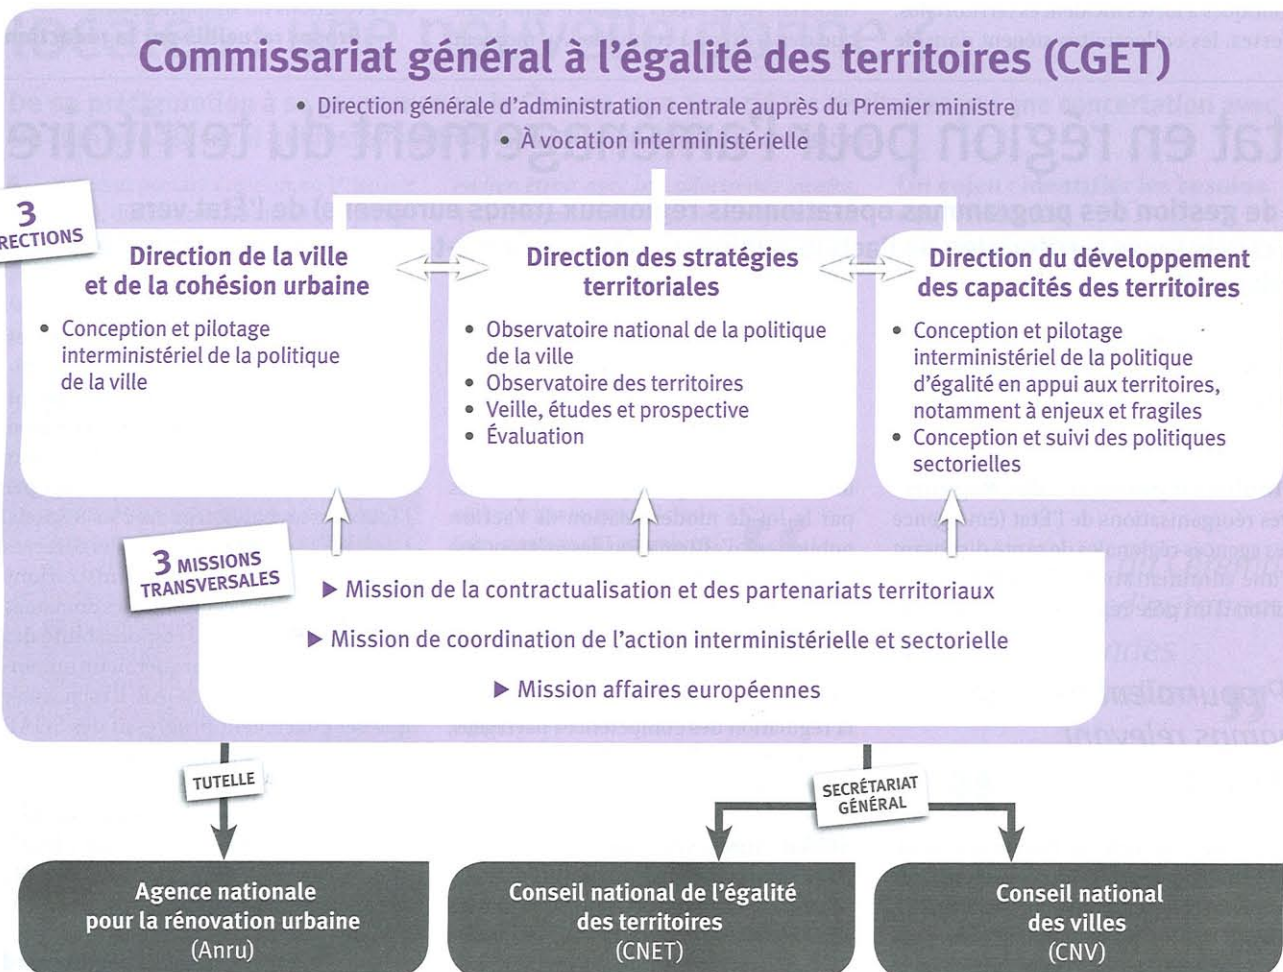 Commissariat général à l'égalité des territoires (CGET)
• Direction générale d'administration centrale auprès du Premier ministre
• À vocation interministérielle
3
RECTIONS
Direction de la ville
et de la cohésion urbaine
• Conception et pilotage
interministériel de la politique
de la ville
Direction des stratégies
territoriales
• Observatoire national de la politique
de la ville
• Observatoire des territoires
• Veille, études et prospective
• Évaluation
Direction du développement
des capacités des territoires
• Conception et pilotage
interministériel de la politique
d'égalité en appui aux territoires,
notamment à enjeux et fragiles
• Conception et suivi des politiques
sectorielles
3 MISSIONS
TRANSVERSALES
▶ Mission de la contractualisation et des partenariats territoriaux
▶ Mission de coordination de l'action interministérielle et sectorielle
▶ Mission affaires européennes
TUTELLE
SECRÉTARIAT
GÉNÉRAL
Agence nationale
pour la rénovation urbaine
(Anru)
Conseil national de l'égalité
des territoires
(CNET)
Conseil national
des villes
(CNV)